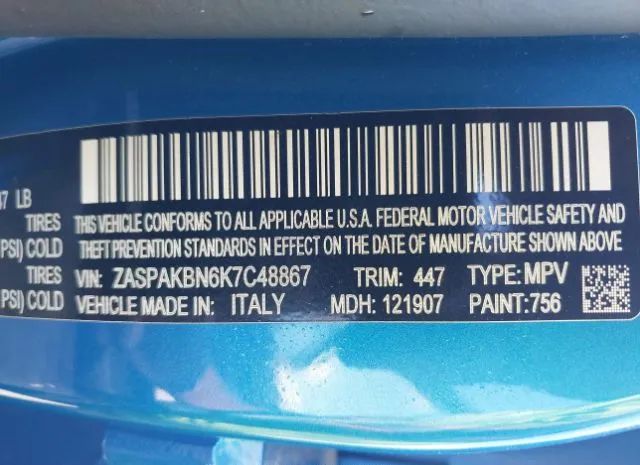 47 LB
TIRES THIS VEHICLE CONFORMS TO ALL APPLICABLE U.S.A. FEDERAL MOTOR VEHICLE SAFETY AND
PSI) COLD THEFT PREVENTION STANDARDS IN EFFECT ON THE DATE OF MANUFACTURE SHOWN ABOVE
TIRES VIN: ZASPAKBN6K7C48867 TRIM: 447 TYPE: MPV
PSI) COLD VEHICLE MADE IN: ITALY MDH: 121907 PAINT:756